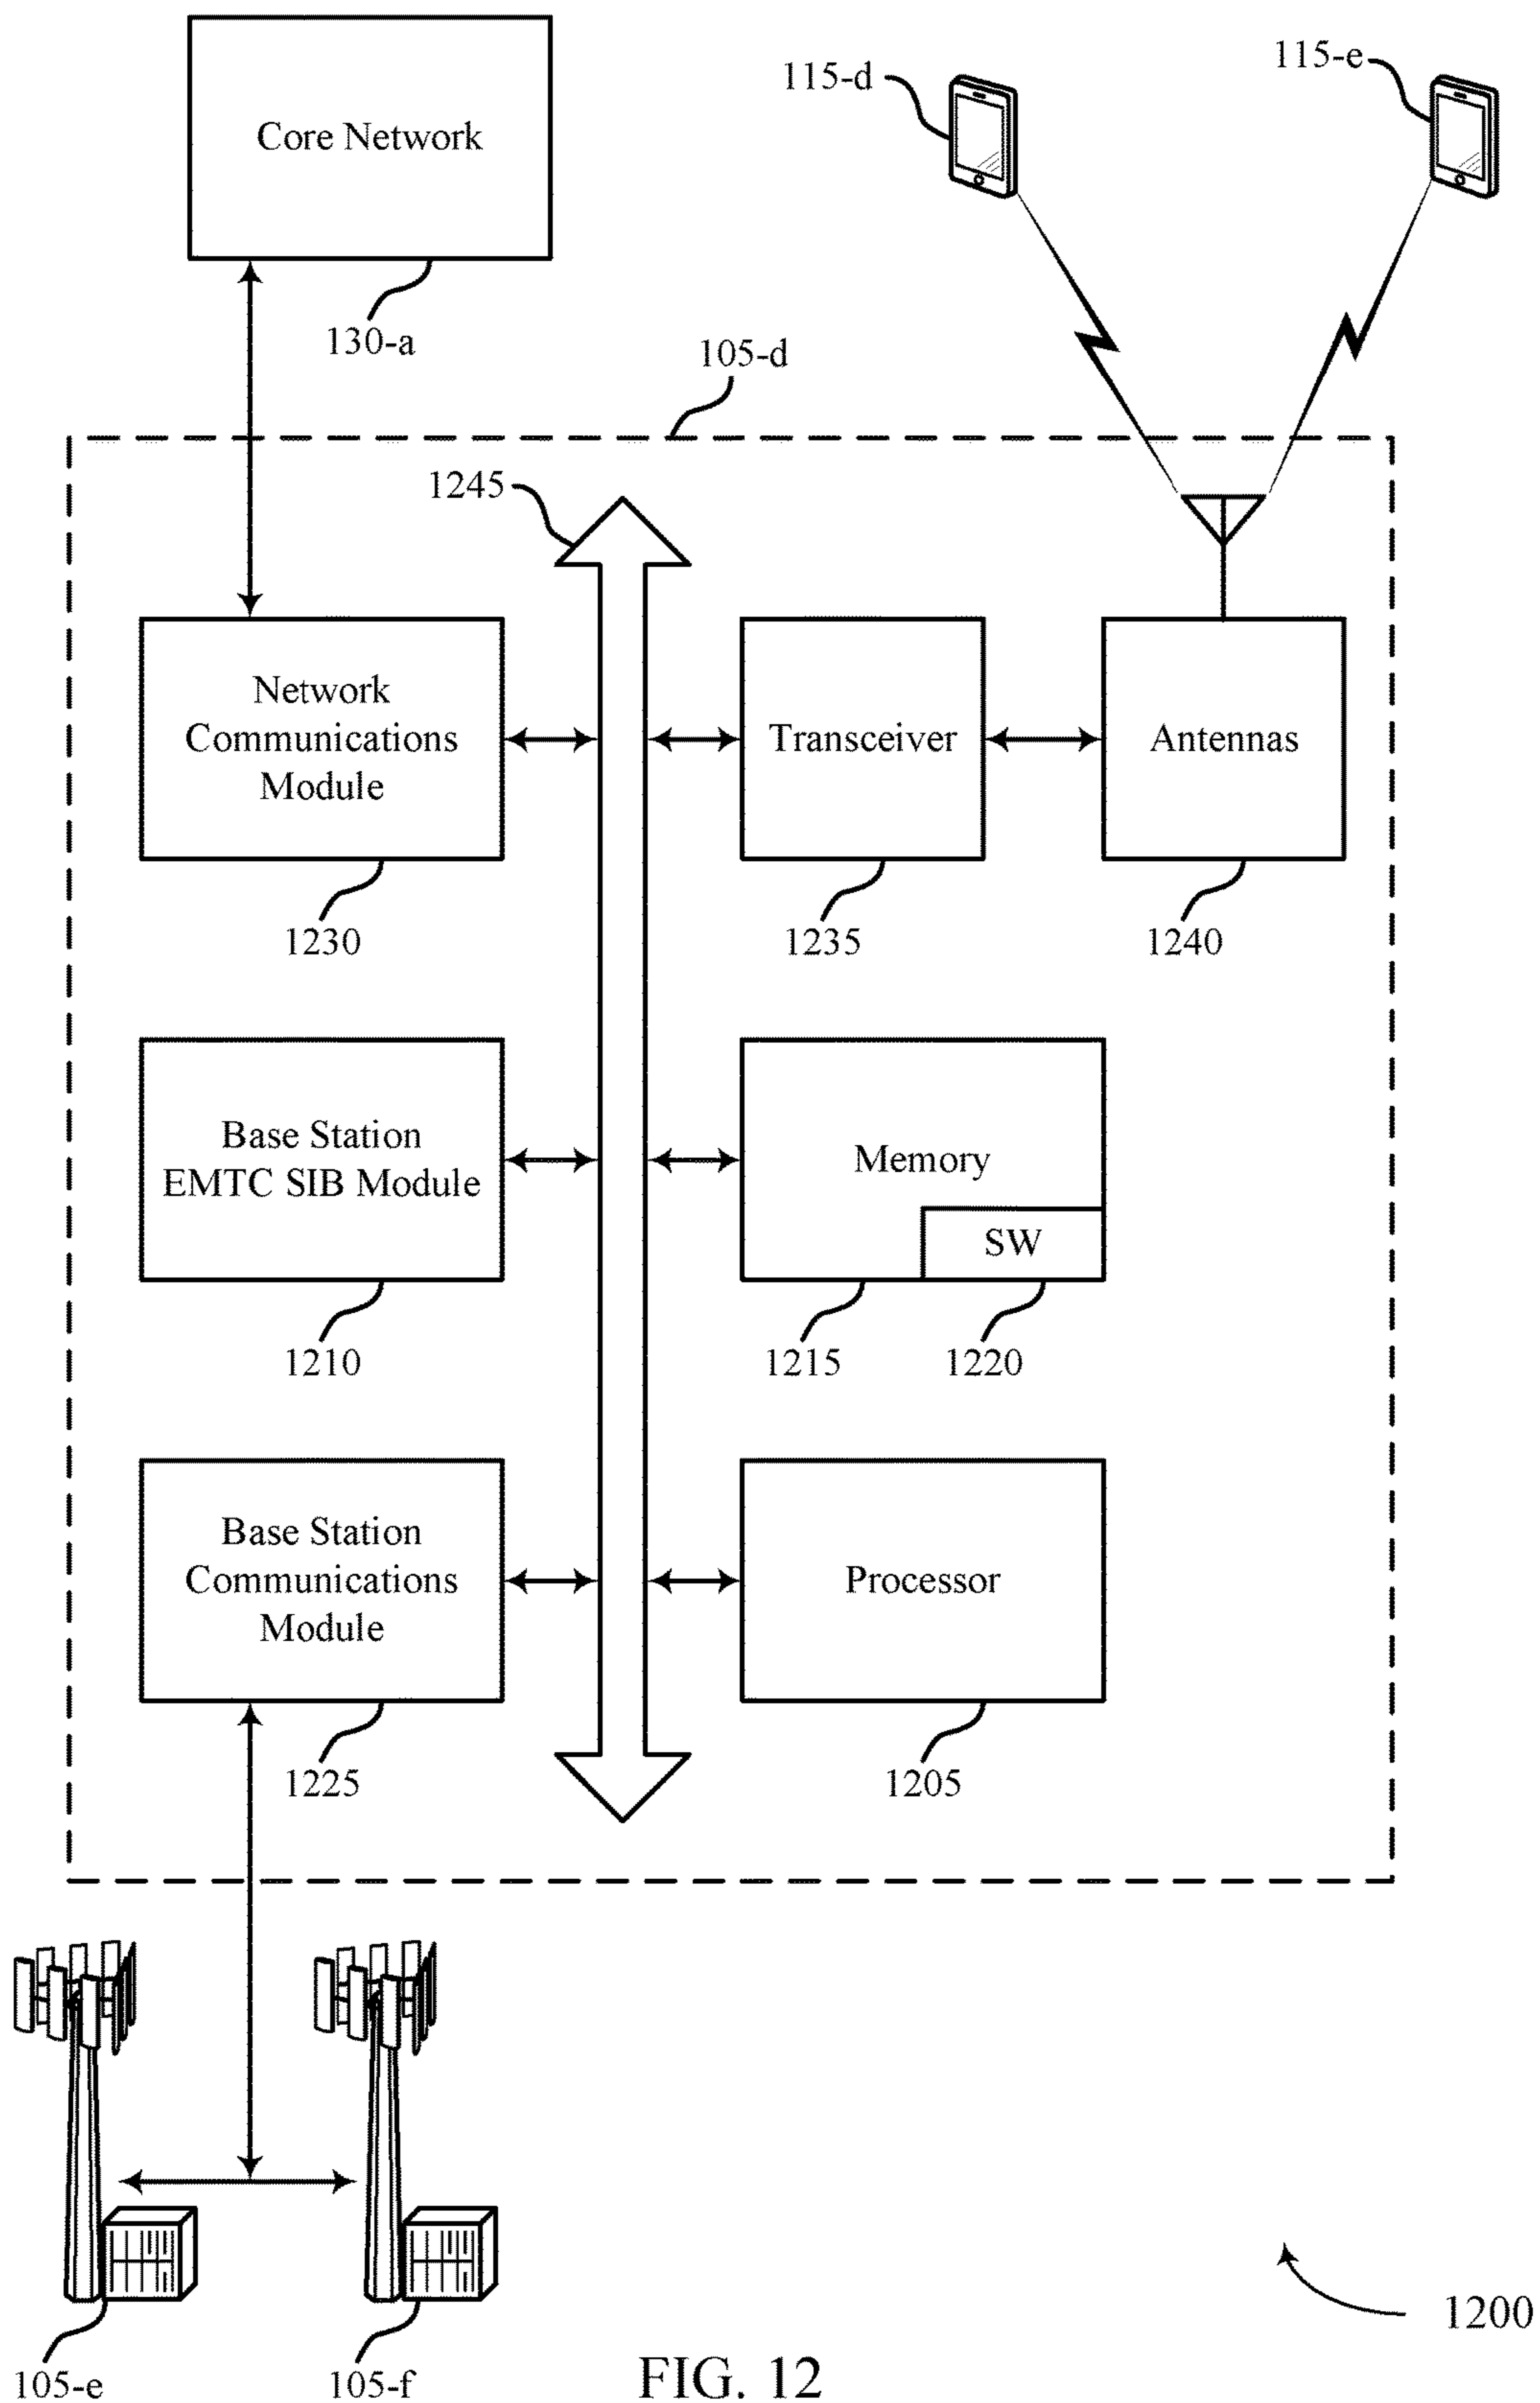 Core Network
130-a
115-d
115-e
105-d
1245
Network
Communications
Module
1230
Transceiver
1235
Antennas
1240
Base Station
EMTC SIB Module
1210
Memory
SW
1215
1220
Base Station
Communications
Module
1225
Processor
1205
105-e
105-f
1200
FIG. 12